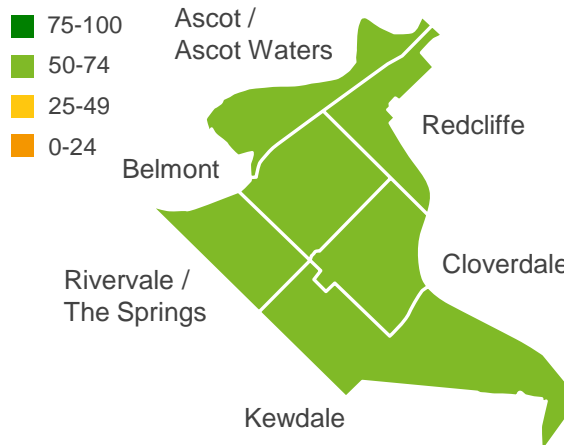 75-100
50-74
25-49
0-24
Ascot /
Ascot Waters
Redcliffe
Belmont
Cloverdale
Rivervale /
The Springs
Kewdale